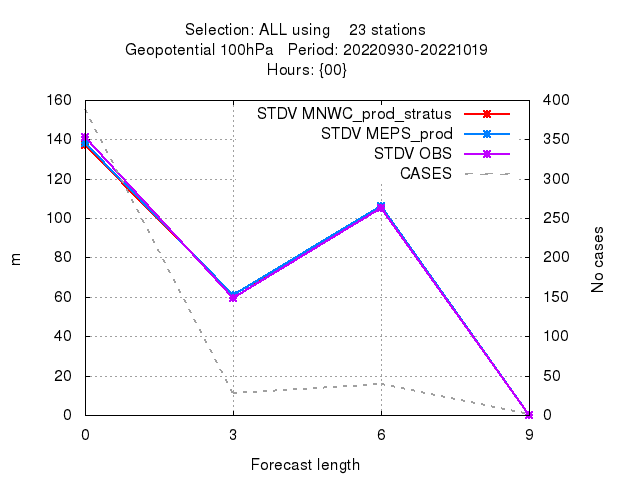 Selection: ALL using    23 stations
Geopotential 100hPa   Period: 20220930-20221019
Hours: {00}
160
140
120
100
80
60
40
20
0
m
STDV MNWC_prod_stratus
STDV MEPS_prod
STDV OBS
CASES
400
350
300
250
200
150
100
50
0
No cases
0 3 6 9
Forecast length